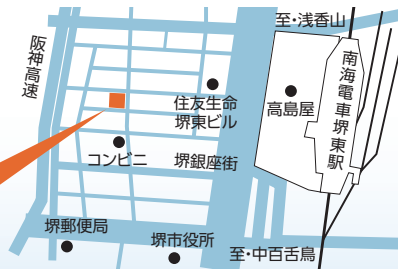 至・浅香山
阪神高速
南海電車堺東駅
高島屋
住友生命
堺東ビル
コンビニ
堺銀座街
堺郵便局
堺市役所
至・中百舌鳥